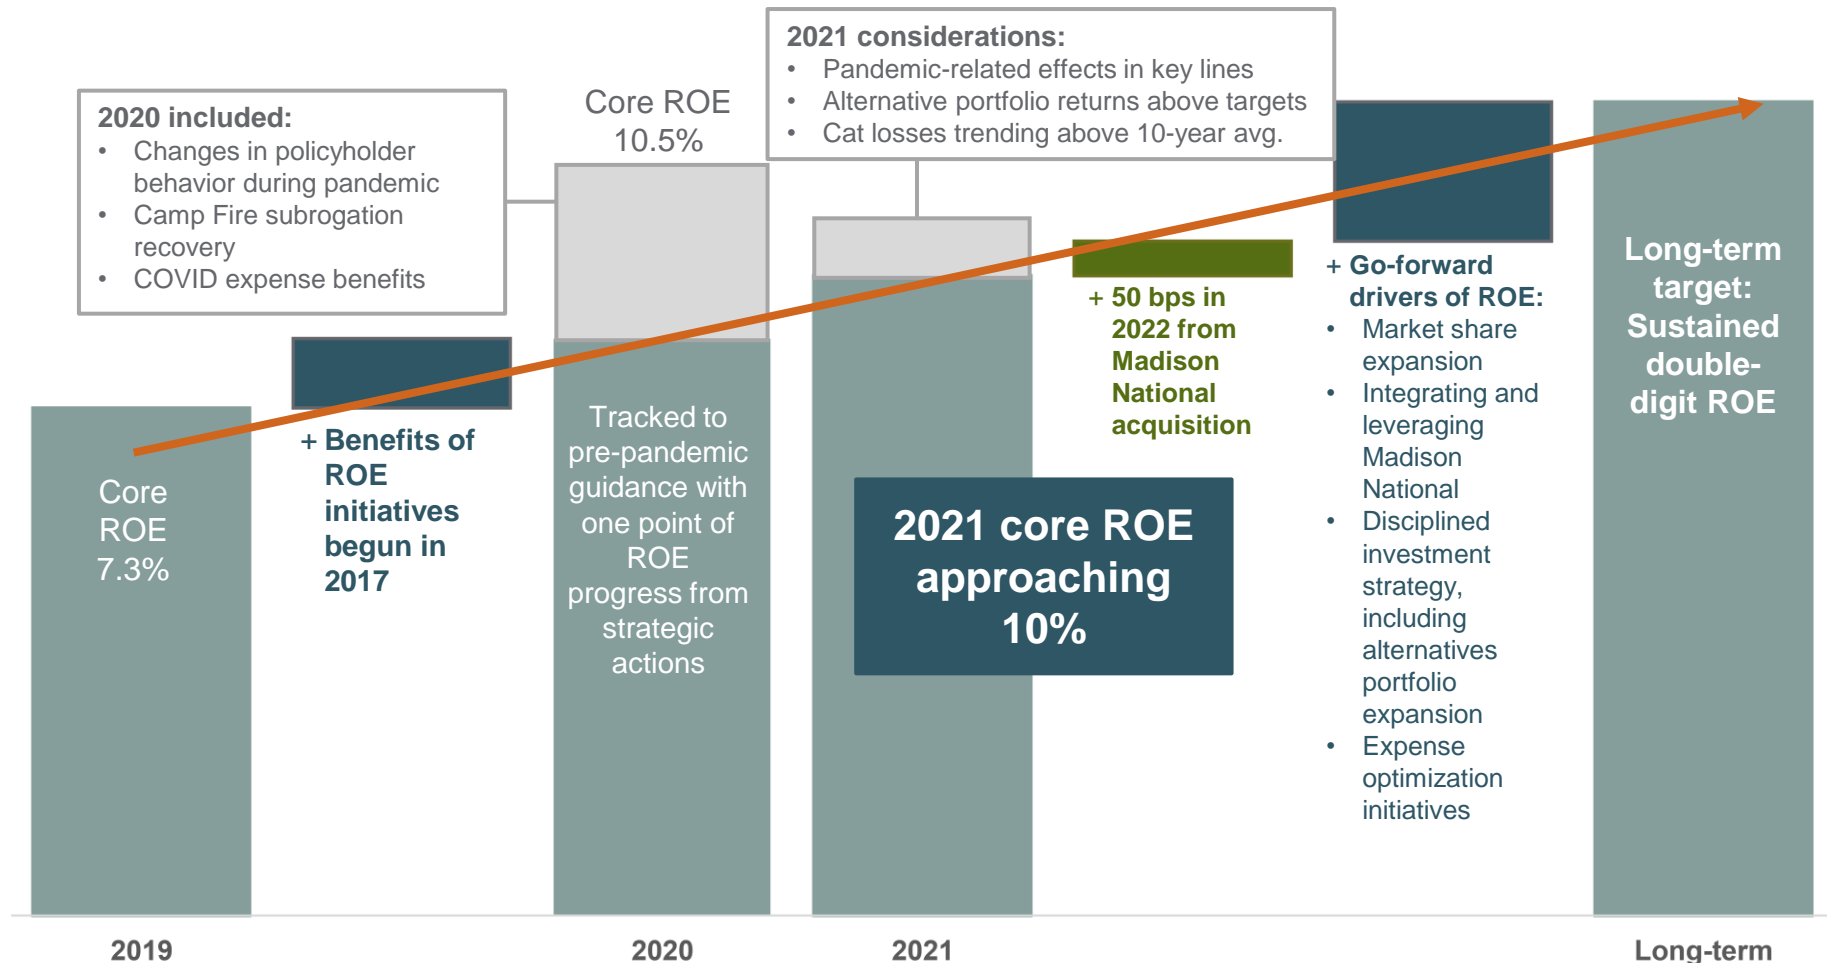 2020 included:
• Changes in policyholder
behavior during pandemic
• Camp Fire subrogation
recovery
• COVID expense benefits
Core ROE
10.5%
2021 considerations:
• Pandemic-related effects in key lines
• Alternative portfolio returns above targets
• Cat losses trending above 10-year avg.
Core
ROE
7.3%
+ Benefits of
ROE
initiatives
begun in
2017
Tracked to
pre-pandemic
guidance with
one point of
ROE
progress from
strategic
actions
2021 core ROE
approaching
10%
+ 50 bps in
2022 from
Madison
National
acquisition
+ Go-forward
drivers of ROE:
• Market share
expansion
• Integrating and
leveraging
Madison
National
• Disciplined
investment
strategy,
including
alternatives
portfolio
expansion
• Expense
optimization
initiatives
Long-term
target:
Sustained
double-
digit ROE
2019
2020
2021
Long-term